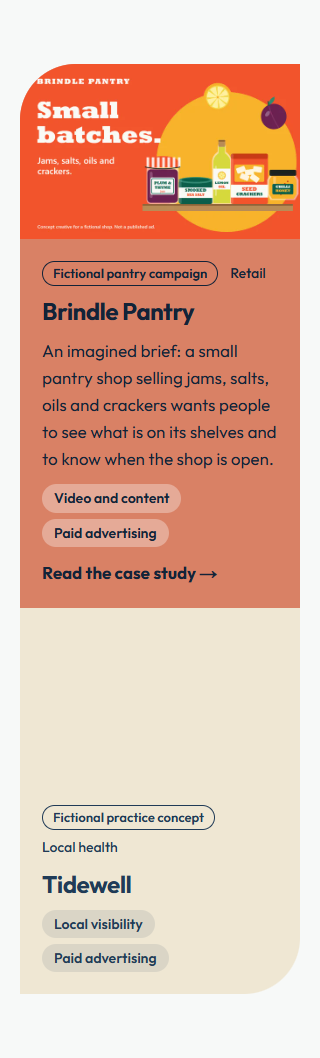 BRINDLE PANTRY
Small
batches.
Jams, salts, oils and
crackers.
PLUM &
SMOKED
SEA SALT
LEMON
OIL
SEED
CRACKERS
CHILLI
HONEY
Concept creative for a fictional shop. Not a published ad.
Fictional pantry campaign
Retail
Brindle Pantry
An imagined brief: a small
pantry shop selling jams, salts,
oils and crackers wants people
to see what is on its shelves and
to know when the shop is open.
Video and content
Paid advertising
Read the case study →
Fictional practice concept
Local health
Tidewell
Local visibility
Paid advertising